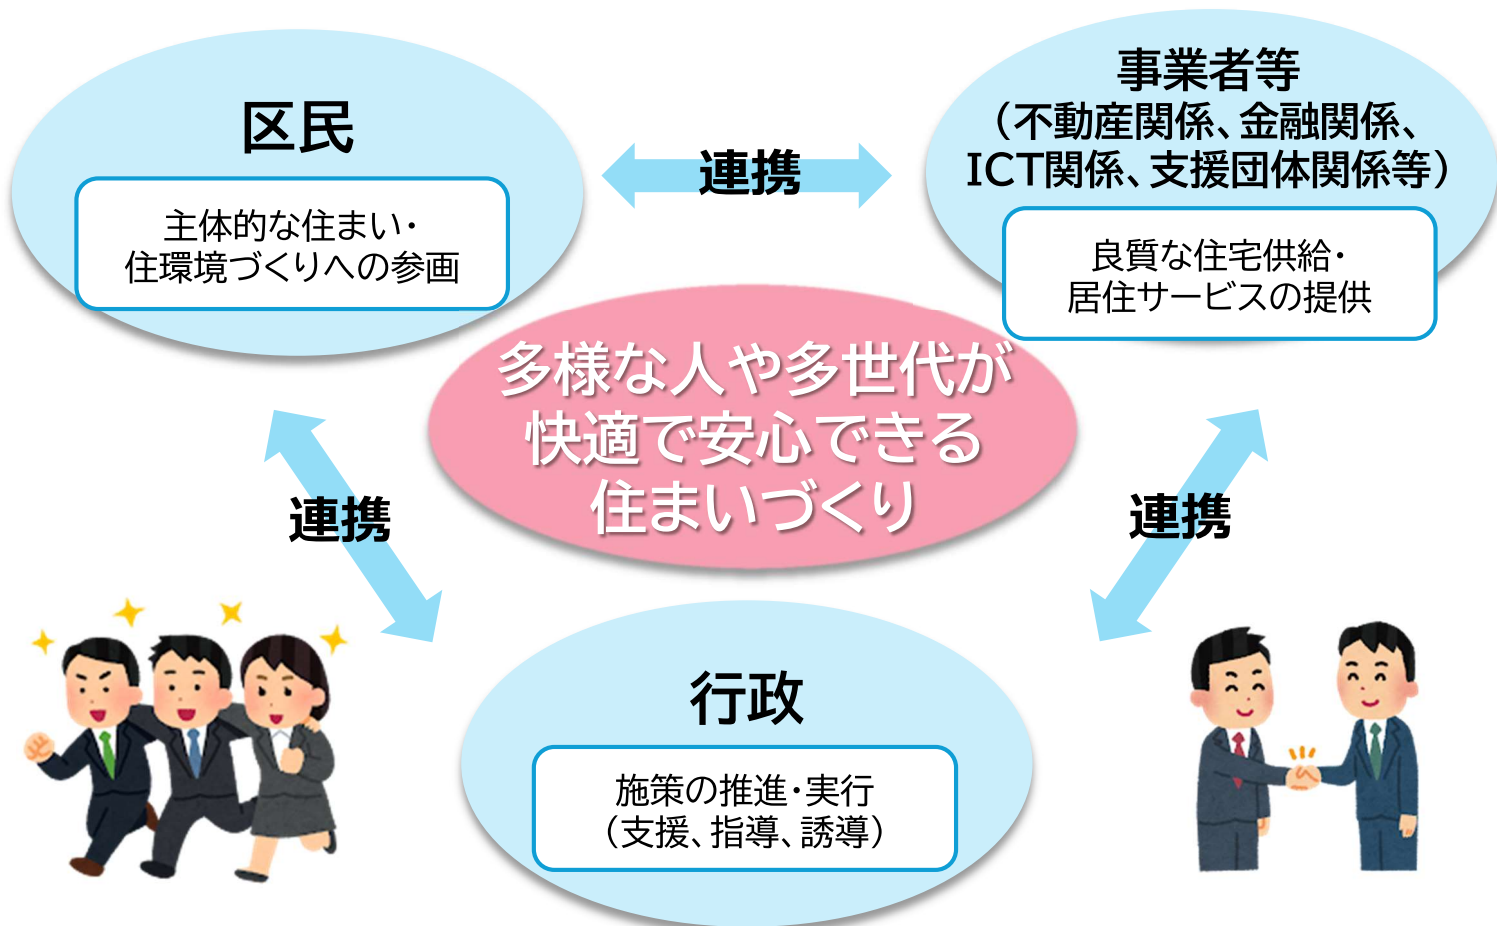 区民
主体的な住まい・
住環境づくりへの参画
連携
事業者等
（不動産関係、金融関係、
ICT関係、支援団体関係等）
良質な住宅供給・
居住サービスの提供
多様な人や多世代が
快適で安心できる
住まいづくり
連携
連携
行政
施策の推進・実行
（支援、指導、誘導）